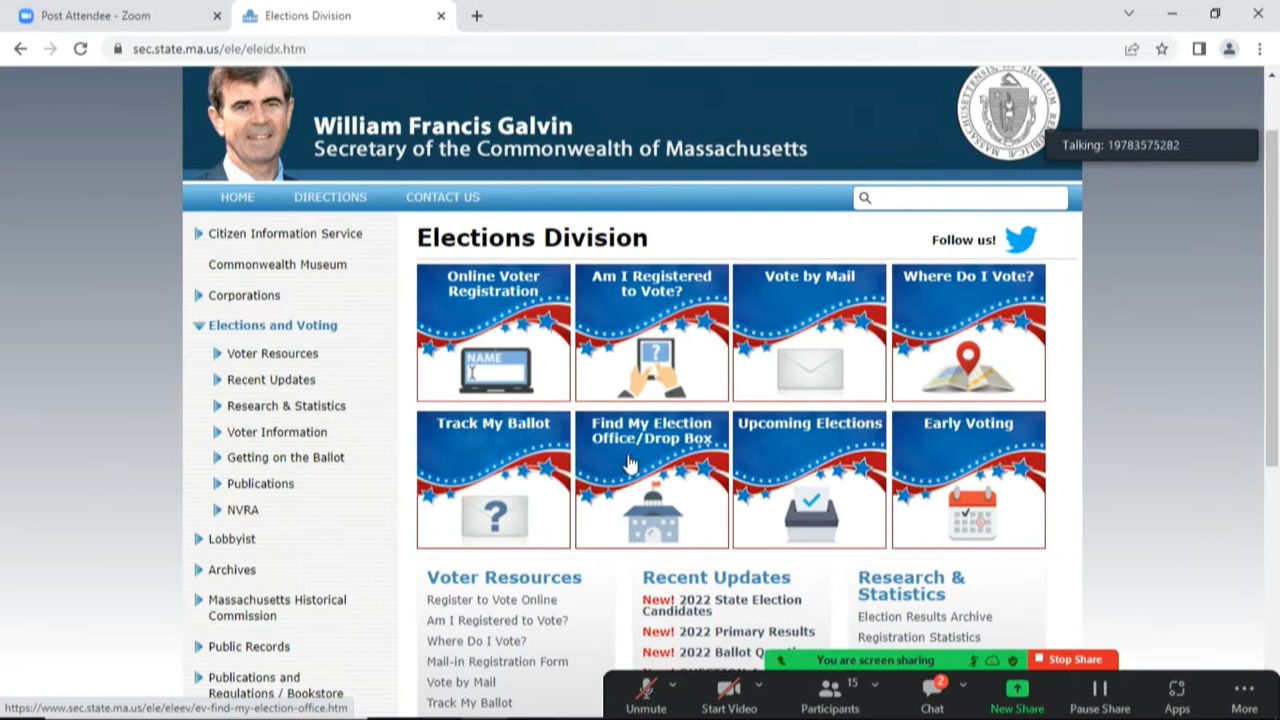 Post Attendee - Zoom
Elections Division
sec.state.ma.us/ele/eleidx.htm
William Francis Galvin
Secretary of the Commonwealth of Massachusetts
Talking: 19783575282
HOME DIRECTIONS CONTACT US
Citizen Information Service
Commonwealth Museum
Corporations
Elections and Voting
Voter Resources
Recent Updates
Research & Statistics
Voter Information
Getting on the Ballot
Publications
NVRA
Lobbyist
Archives
Massachusetts Historical
Commission
Public Records
Publications and
Regulations / Bookstore
Elections Division
Follow us!
Online Voter
Registration
NAME
Am I Registered
to Vote?
?
Vote by Mail
Where Do I Vote?
Track My Ballot
?
Find My Election
Office/Drop Box
Upcoming Elections
Early Voting
Voter Resources
Register to Vote Online
Am I Registered to Vote?
Where Do I Vote?
Mail-in Registration Form
Vote by Mail
Track My Ballot
Recent Updates
New! 2022 State Election
Candidates
New! 2022 Primary Results
New! 2022 Ballot
Research &
Statistics
Election Results Archive
Registration Statistics
You are screen sharing
Stop Share
https://www.sec.state.ma.us/ele/eleev/ev-find-my-election-office.htm
Unmute
Start Video
15
Participants
2
Chat
New Share
Pause Share
Apps
More